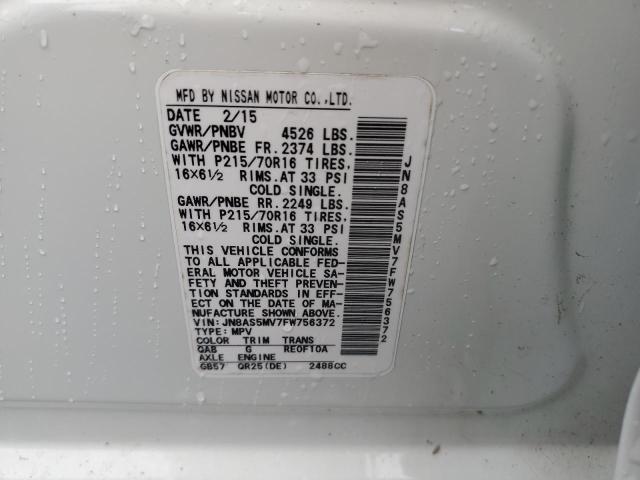 MFD BY NISSAN MOTOR CO.,LTD.
DATE 2/15
GVWR/PNBV 4526 LBS.
GAWR/PNBE FR. 2374 LBS.
WITH P215/70R16 TIRES,
16X6½ RIMS.AT 33 PSI
COLD SINGLE.
GAWR/PNBE RR. 2249 LBS.
WITH P215/70R16 TIRES.
16X6½ RIMS.AT 33 PSI
COLD SINGLE.
THIS VEHICLE CONFORMS
TO ALL APPLICABLE FED-
ERAL MOTOR VEHICLE SA-
FETY AND THEFT PREVEN-
TION STANDARDS IN EFF-
ECT ON THE DATE OF MA-
NUFACTURE SHOWN ABOVE.
VIN: JN8AS5MV7FW756372
TYPE: MPV
COLOR TRIM TRANS
QAB G RE0F10A
AXLE ENGINE
GB57 QR25(DE) 2488CC
JN8AS5MV7FW756372